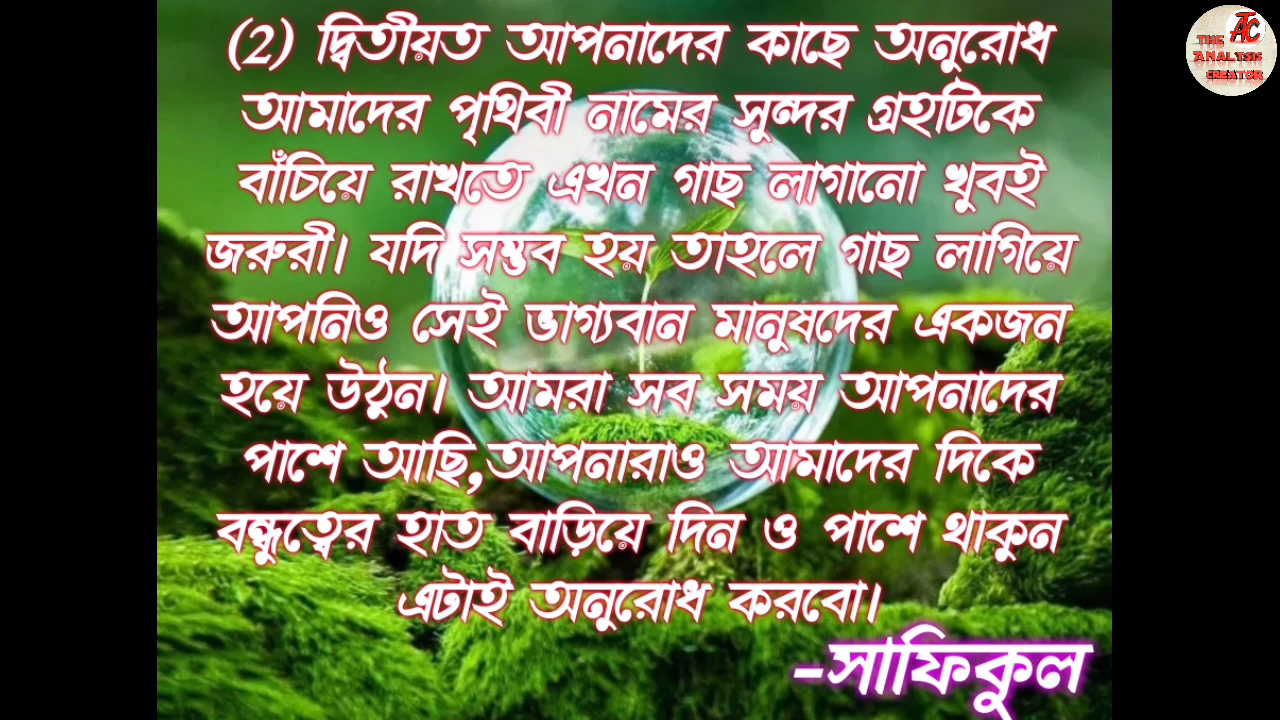 (2) দ্বিতীয়ত আপনাদের কাছে অনুরোধ
আমাদের পৃথিবী নামের সুন্দর গ্রহটিকে
বাঁচিয়ে রাখতে এখন গাছ লাগানো খুবই
জরুরী। যদি সম্ভব হয় তাহলে গাছ লাগিয়ে
আপনিও সেই ভাগ্যবান মানুষদের একজন
হয়ে উঠুন। আমরা সব সময় আপনাদের
পাশে আছি,আপনারাও আমাদের দিকে
বন্ধুত্বের হাত বাড়িয়ে দিন ও পাশে থাকুন
এটাই অনুরোধ করবো।
-সাফিকুল
TAC
THE
ANALYSIS
CREATOR